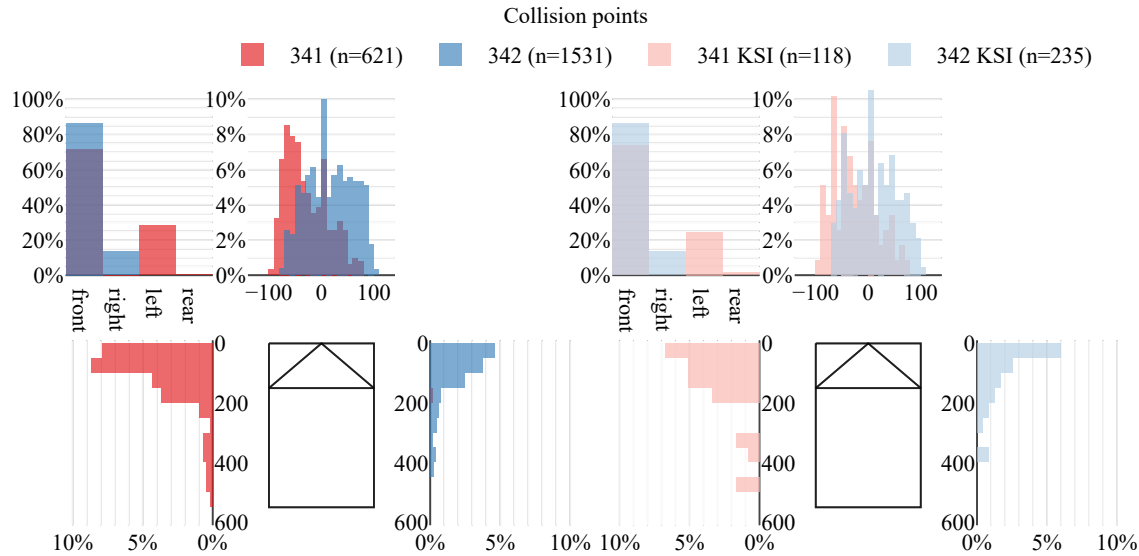 Collision points
341 (n=621) 342 (n=1531) 341 KSI (n=118) 342 KSI (n=235)
100% 10% 100% 10%
80% 8% 80% 8%
60% 6% 60% 6%
40% 4% 40% 4%
20% 2% 20% 2%
0% 0% 0% 0%
front right left rear −100 0 100 front right left rear −100 0 100
0 0 0 0
200 200 200 200
400 400 400 400
600 600 600 600
10% 5% 0% 0% 5% 10% 10% 5% 0% 0% 5% 10%